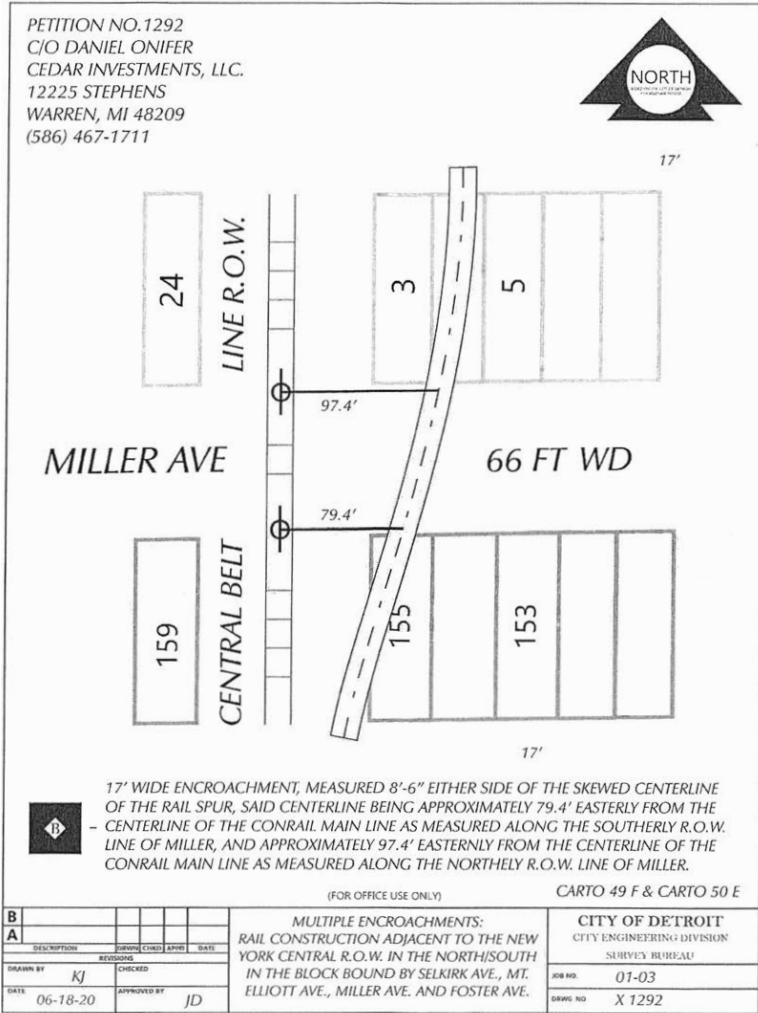 PETITION NO.1292
C/O DANIEL ONIFER
CEDAR INVESTMENTS, LLC.
12225 STEPHENS
WARREN, MI 48209
(586) 467-1711
NORTH
17'
24
LINE R.O.W.
3
5
97.4'
MILLER AVE
66 FT WD
79.4'
159
CENTRAL BELT
155
153
17'
B
17' WIDE ENCROACHMENT, MEASURED 8'-6" EITHER SIDE OF THE SKEWED CENTERLINE
OF THE RAIL SPUR, SAID CENTERLINE BEING APPROXIMATELY 79.4' EASTERLY FROM THE
- CENTERLINE OF THE CONRAIL MAIN LINE AS MEASURED ALONG THE SOUTHERLY R.O.W.
LINE OF MILLER, AND APPROXIMATELY 97.4' EASTERNLY FROM THE CENTERLINE OF THE
CONRAIL MAIN LINE AS MEASURED ALONG THE NORTHELY R.O.W. LINE OF MILLER.
(FOR OFFICE USE ONLY)
CARTO 49 F & CARTO 50 E
B
A
DESCRIPTION DRWN CHKD APPD DATE
REVISIONS
DRAWN BY KJ
CHECKED
DATE 06-18-20
APPROVED BY JD
MULTIPLE ENCROACHMENTS:
RAIL CONSTRUCTION ADJACENT TO THE NEW
YORK CENTRAL R.O.W. IN THE NORTH/SOUTH
IN THE BLOCK BOUND BY SELKIRK AVE., MT.
ELLIOTT AVE., MILLER AVE. AND FOSTER AVE.
CITY OF DETROIT
CITY ENGINEERING DIVISION
SURVEY BUREAU
JOB NO. 01-03
DRWG NO X 1292